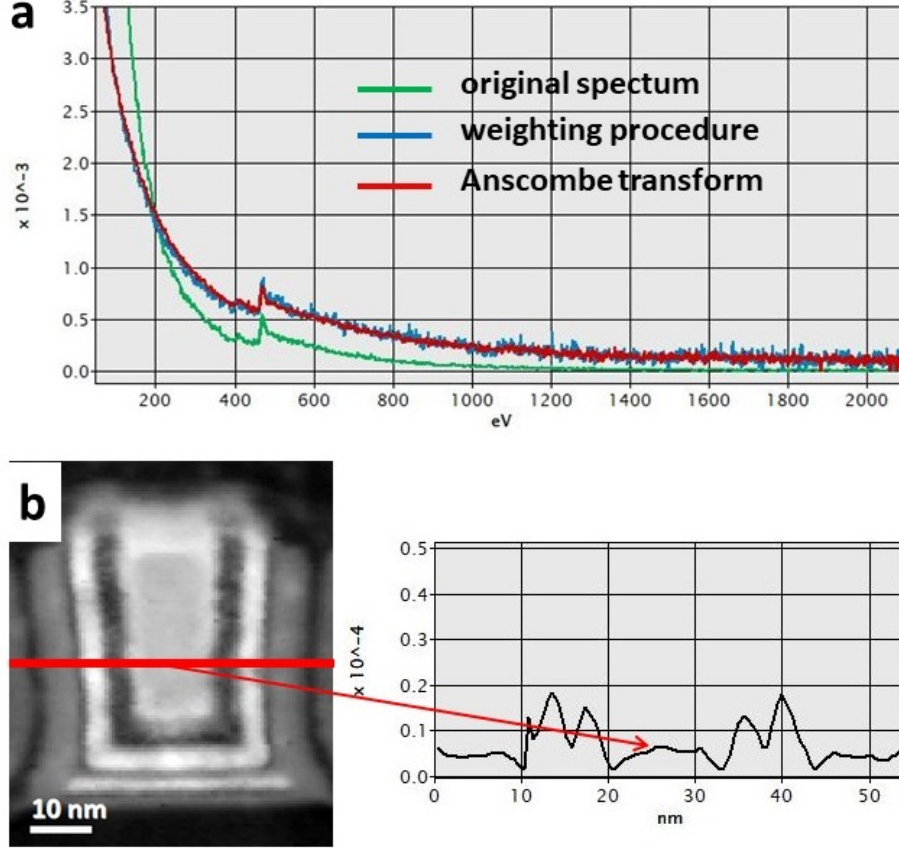 a
3.5
3.0
2.5
2.0
1.5
1.0
0.5
0.0
x 10^-3
original spectum
weighting procedure
Anscombe transform
200 400 600 800 1000 1200 1400 1600 1800 2000
eV
b
10 nm
0.5
0.4
0.3
0.2
0.1
0.0
x 10^-4
0 10 20 30 40 50
nm